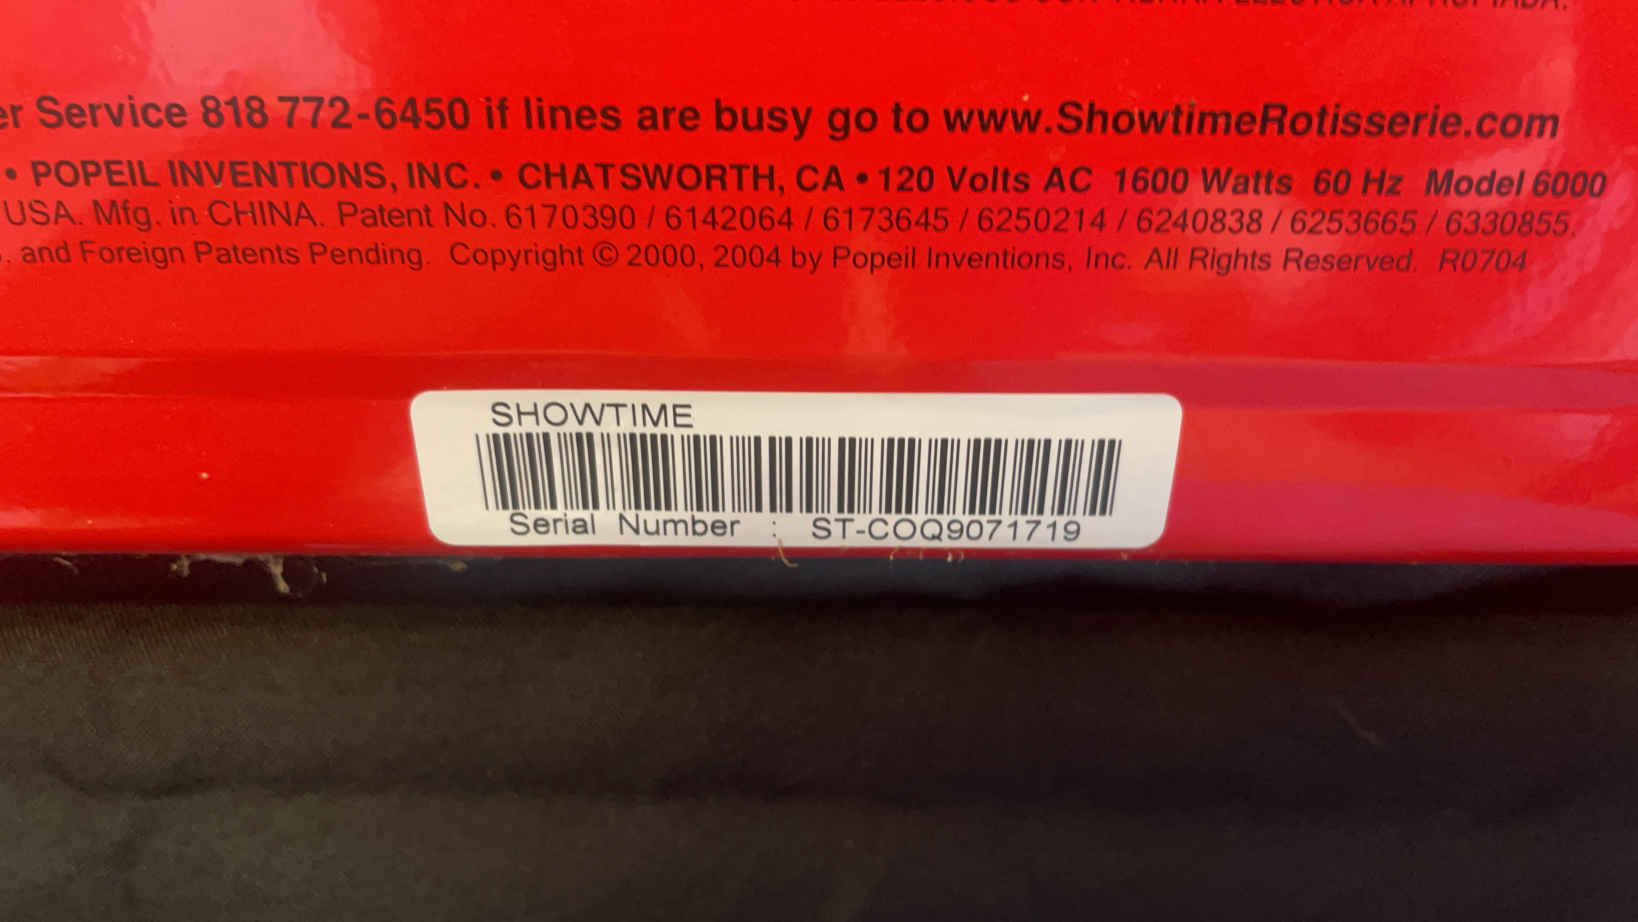 er Service 818 772-6450 if lines are busy go to www.ShowtimeRotisserie.com
• POPEIL INVENTIONS, INC. • CHATSWORTH, CA • 120 Volts AC 1600 Watts 60 Hz Model 6000
USA. Mfg. in CHINA. Patent No. 6170390 / 6142064 / 6173645 / 6250214 / 6240838 / 6253665 / 6330855.
. and Foreign Patents Pending. Copyright © 2000, 2004 by Popeil Inventions, Inc. All Rights Reserved. R0704
SHOWTIME
Serial Number : ST-COQ9071719